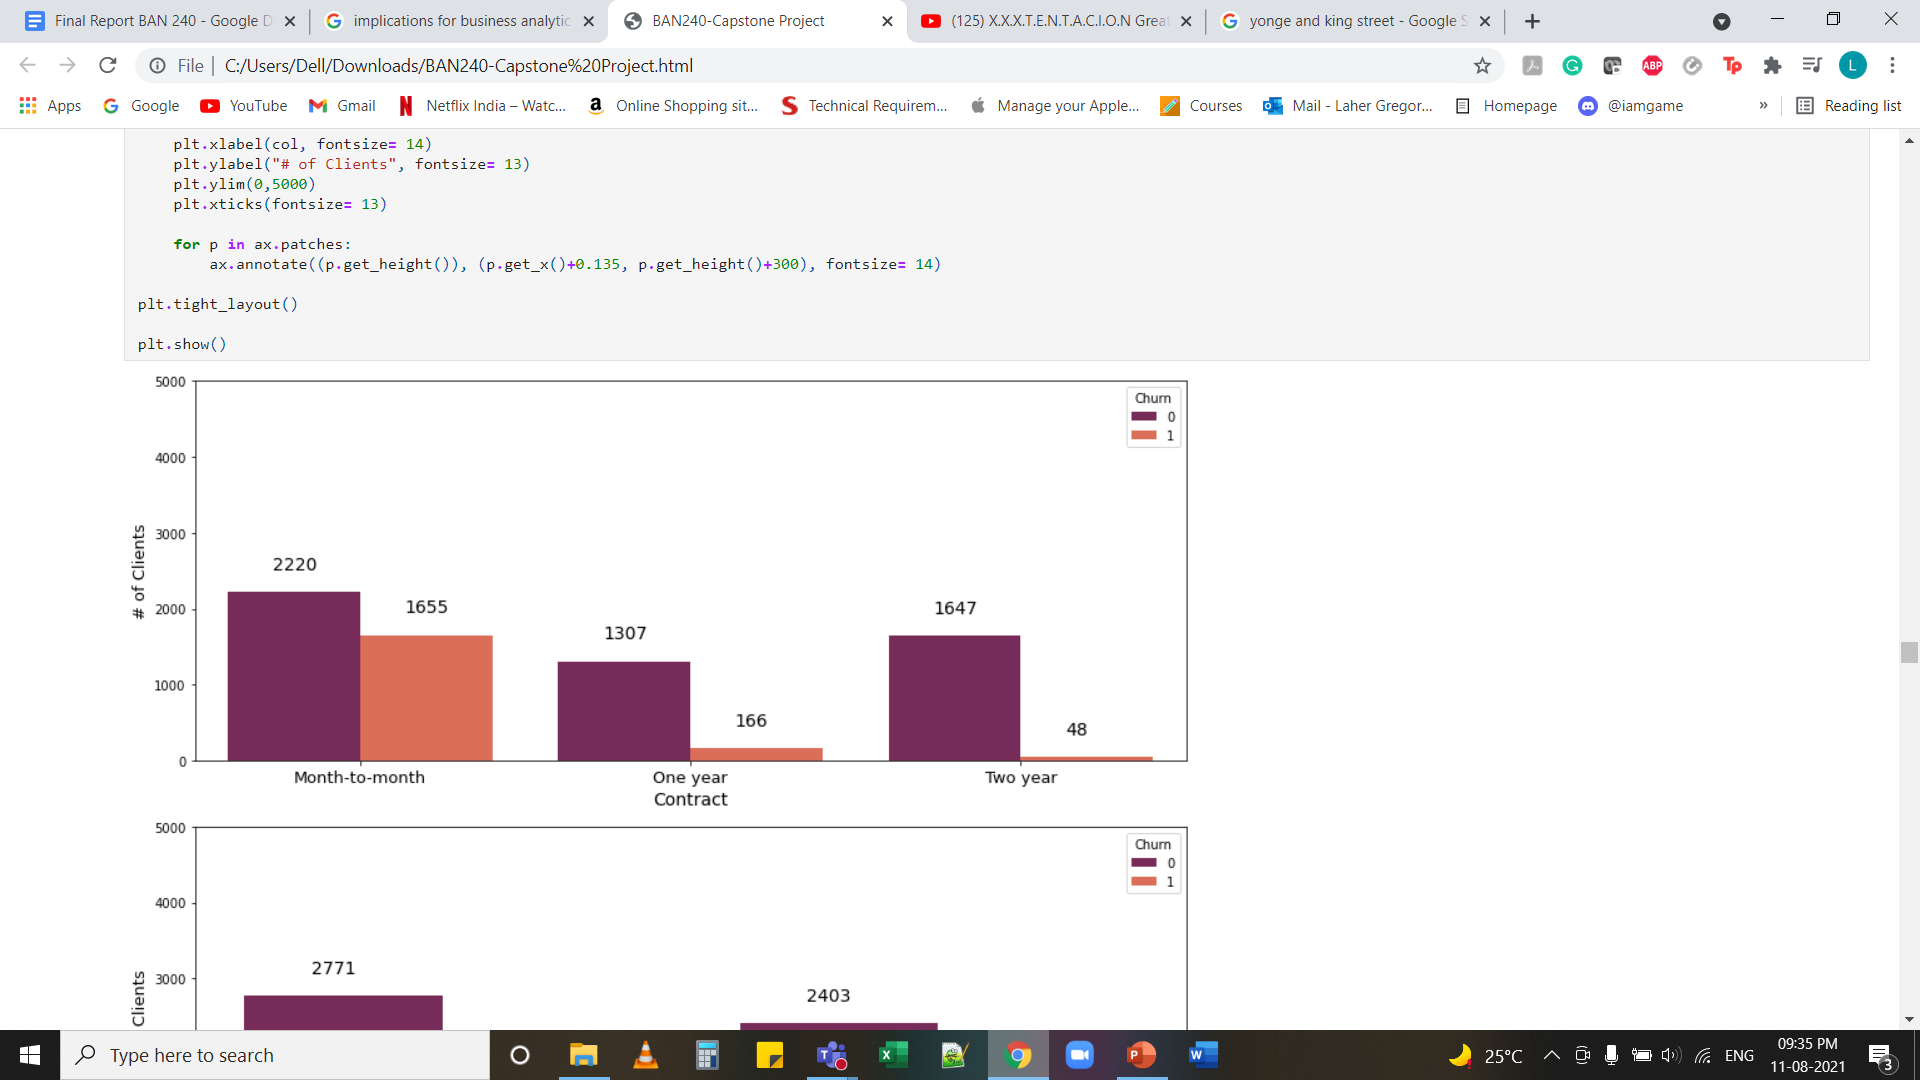 Final Report BAN 240 - Google D
implications for business analytic
BAN240-Capstone Project
(125) X.X.X.T.E.N.T.A.C.I.O.N Grea
yonge and king street - Google S
File | C:/Users/Dell/Downloads/BAN240-Capstone%20Project.html
ABP
Tp
L
Apps
Google
YouTube
Gmail
Netflix India – Watc...
Online Shopping sit...
Technical Requirem...
Manage your Apple...
Courses
Mail - Laher Gregor...
Homepage
@iamgame
»
Reading list
plt.xlabel(col, fontsize= 14)
plt.ylabel("# of Clients", fontsize= 13)
plt.ylim(0,5000)
plt.xticks(fontsize= 13)
for p in ax.patches:
ax.annotate((p.get_height()), (p.get_x()+0.135, p.get_height()+300), fontsize= 14)
plt.tight_layout()
plt.show()
5000
4000
3000
2000
1000
0
# of Clients
Churn
0
1
2220
1655
1307
166
1647
48
Month-to-month
One year
Two year
Contract
5000
4000
3000
Clients
Churn
0
1
2771
2403
Type here to search
25°C
ENG
09:35 PM
11-08-2021
3